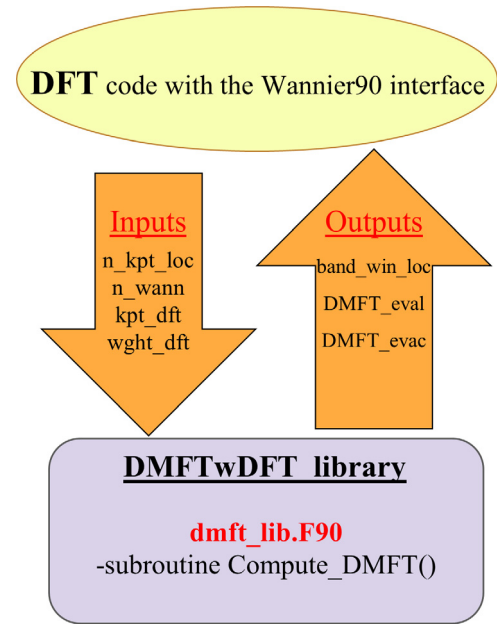 DFT code with the Wannier90 interface
Inputs
n_kpt_loc
n_wann
kpt_dft
wght_dft
Outputs
band_win_loc
DMFT_eval
DMFT_evac
DMFTwDFT library
dmft_lib.F90
-subroutine Compute_DMFT()